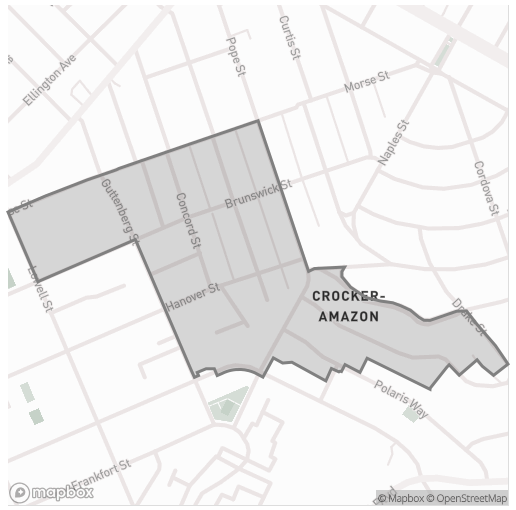 Curtis St
Pope St
Ellington Ave
Morse St
Naples St
Cordova St
Brunswick St
Guttenberg St
Concord St
se St
Lowell St
Hanover St
CROCKER-
AMAZON
Drake St
Polaris Way
Frankfort St
mapbox
© Mapbox © OpenStreetMap